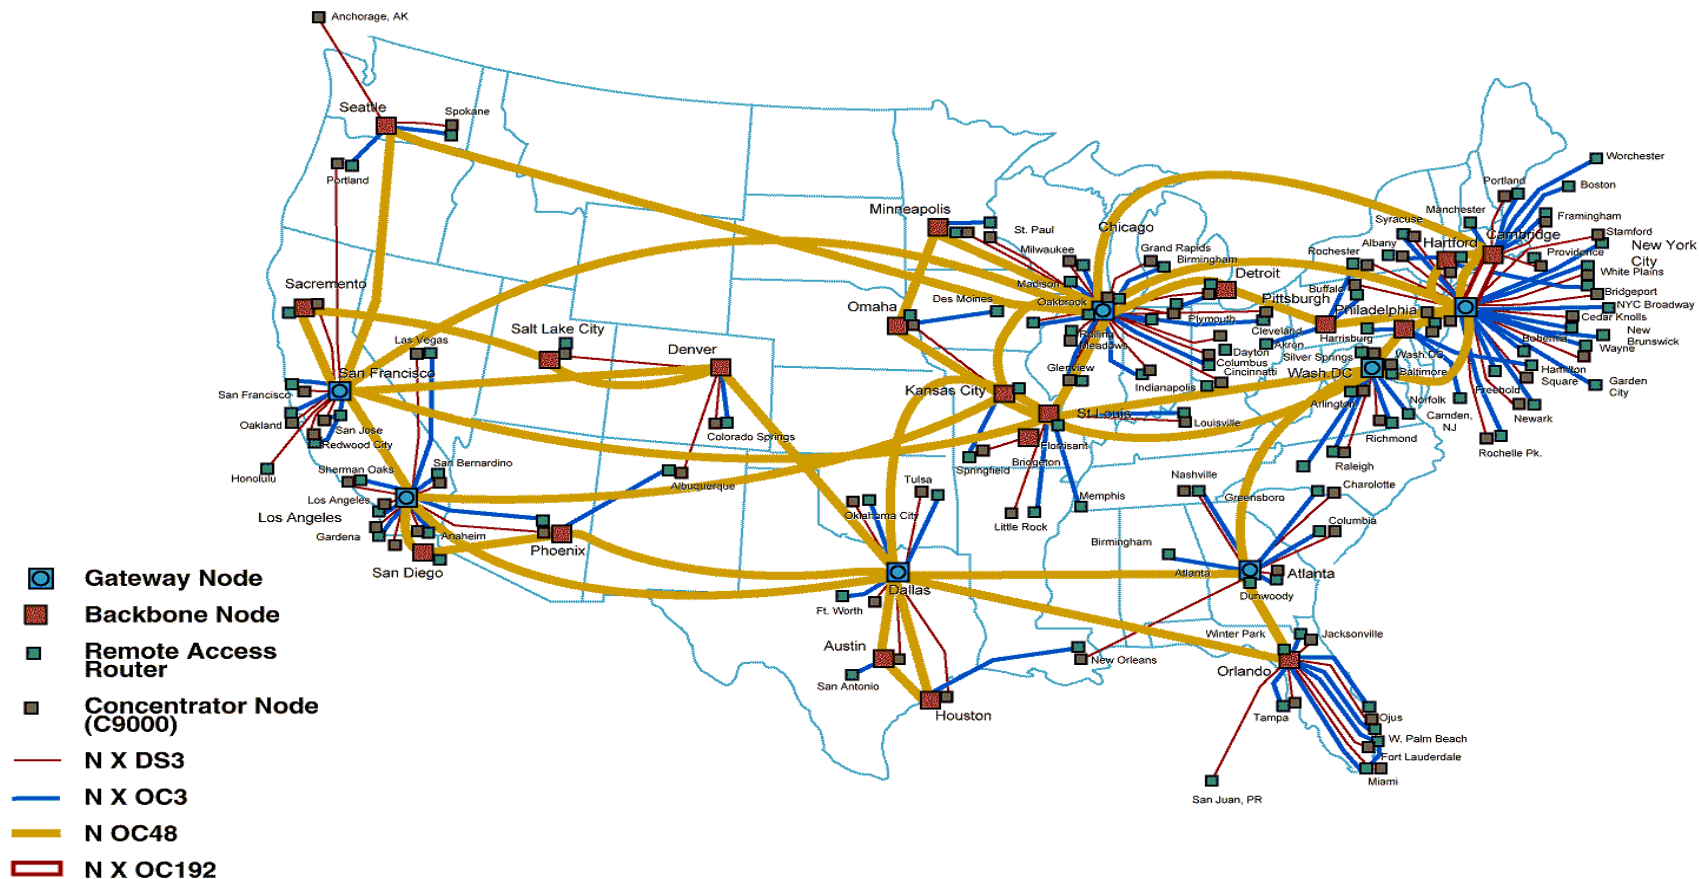 Anchorage, AK
Seattle
Spokane
Portland
Worchester
Boston
Portland
Manchester
Framingham
Syracuse
Stamford
Minneapolis
St. Paul
Chicago
Cambridge
Albany
Hartford
New York
City
Milwaukee
Grand Rapids
Birmingham
Rochester
Providence
White Plains
Sacramento
Madison
Detroit
Buffalo
Bridgeport
Omaha
Des Moines
Oakbrook
Pittsburgh
Philadelphia
NYC Broadway
Plymouth
Cedar Knolls
Salt Lake City
Las Vegas
Rolling
Meadows
Cleveland
Akron
Harrisburg
Bohemia
New
Brunswick
Wayne
Denver
Dayton
Columbus
Cincinnati
Silver Springs
Wash.DC
San Francisco
Glenview
Indianapolis
Wash.DC
Baltimore
Hamilton
Square
San Francisco
Kansas City
Arlington
Norfolk
Freehold
Garden
City
Oakland
San Jose
Redwood City
Colorado Springs
St.Louis
Louisville
Camden,
NJ
Newark
Richmond
Florissant
Bridgeton
Springfield
Rochelle Pk.
Honolulu
Sherman Oaks
San Bernardino
Albuquerque
Raleigh
Nashville
Greensboro
Charolotte
Los Angeles
Los Angeles
Tulsa
Oklahoma City
Memphis
Little Rock
Columbia
Gardena
Anaheim
Phoenix
Birmingham
San Diego
Dallas
Atlanta
Atlanta
Dunwoody
Ft. Worth
Austin
San Antonio
Houston
New Orleans
Winter Park
Jacksonville
Orlando
Tampa
Ojus
W. Palm Beach
Fort Lauderdale
Miami
San Juan, PR
Gateway Node
Backbone Node
Remote Access
Router
Concentrator Node
(C9000)
N X DS3
N X OC3
N OC48
N X OC192